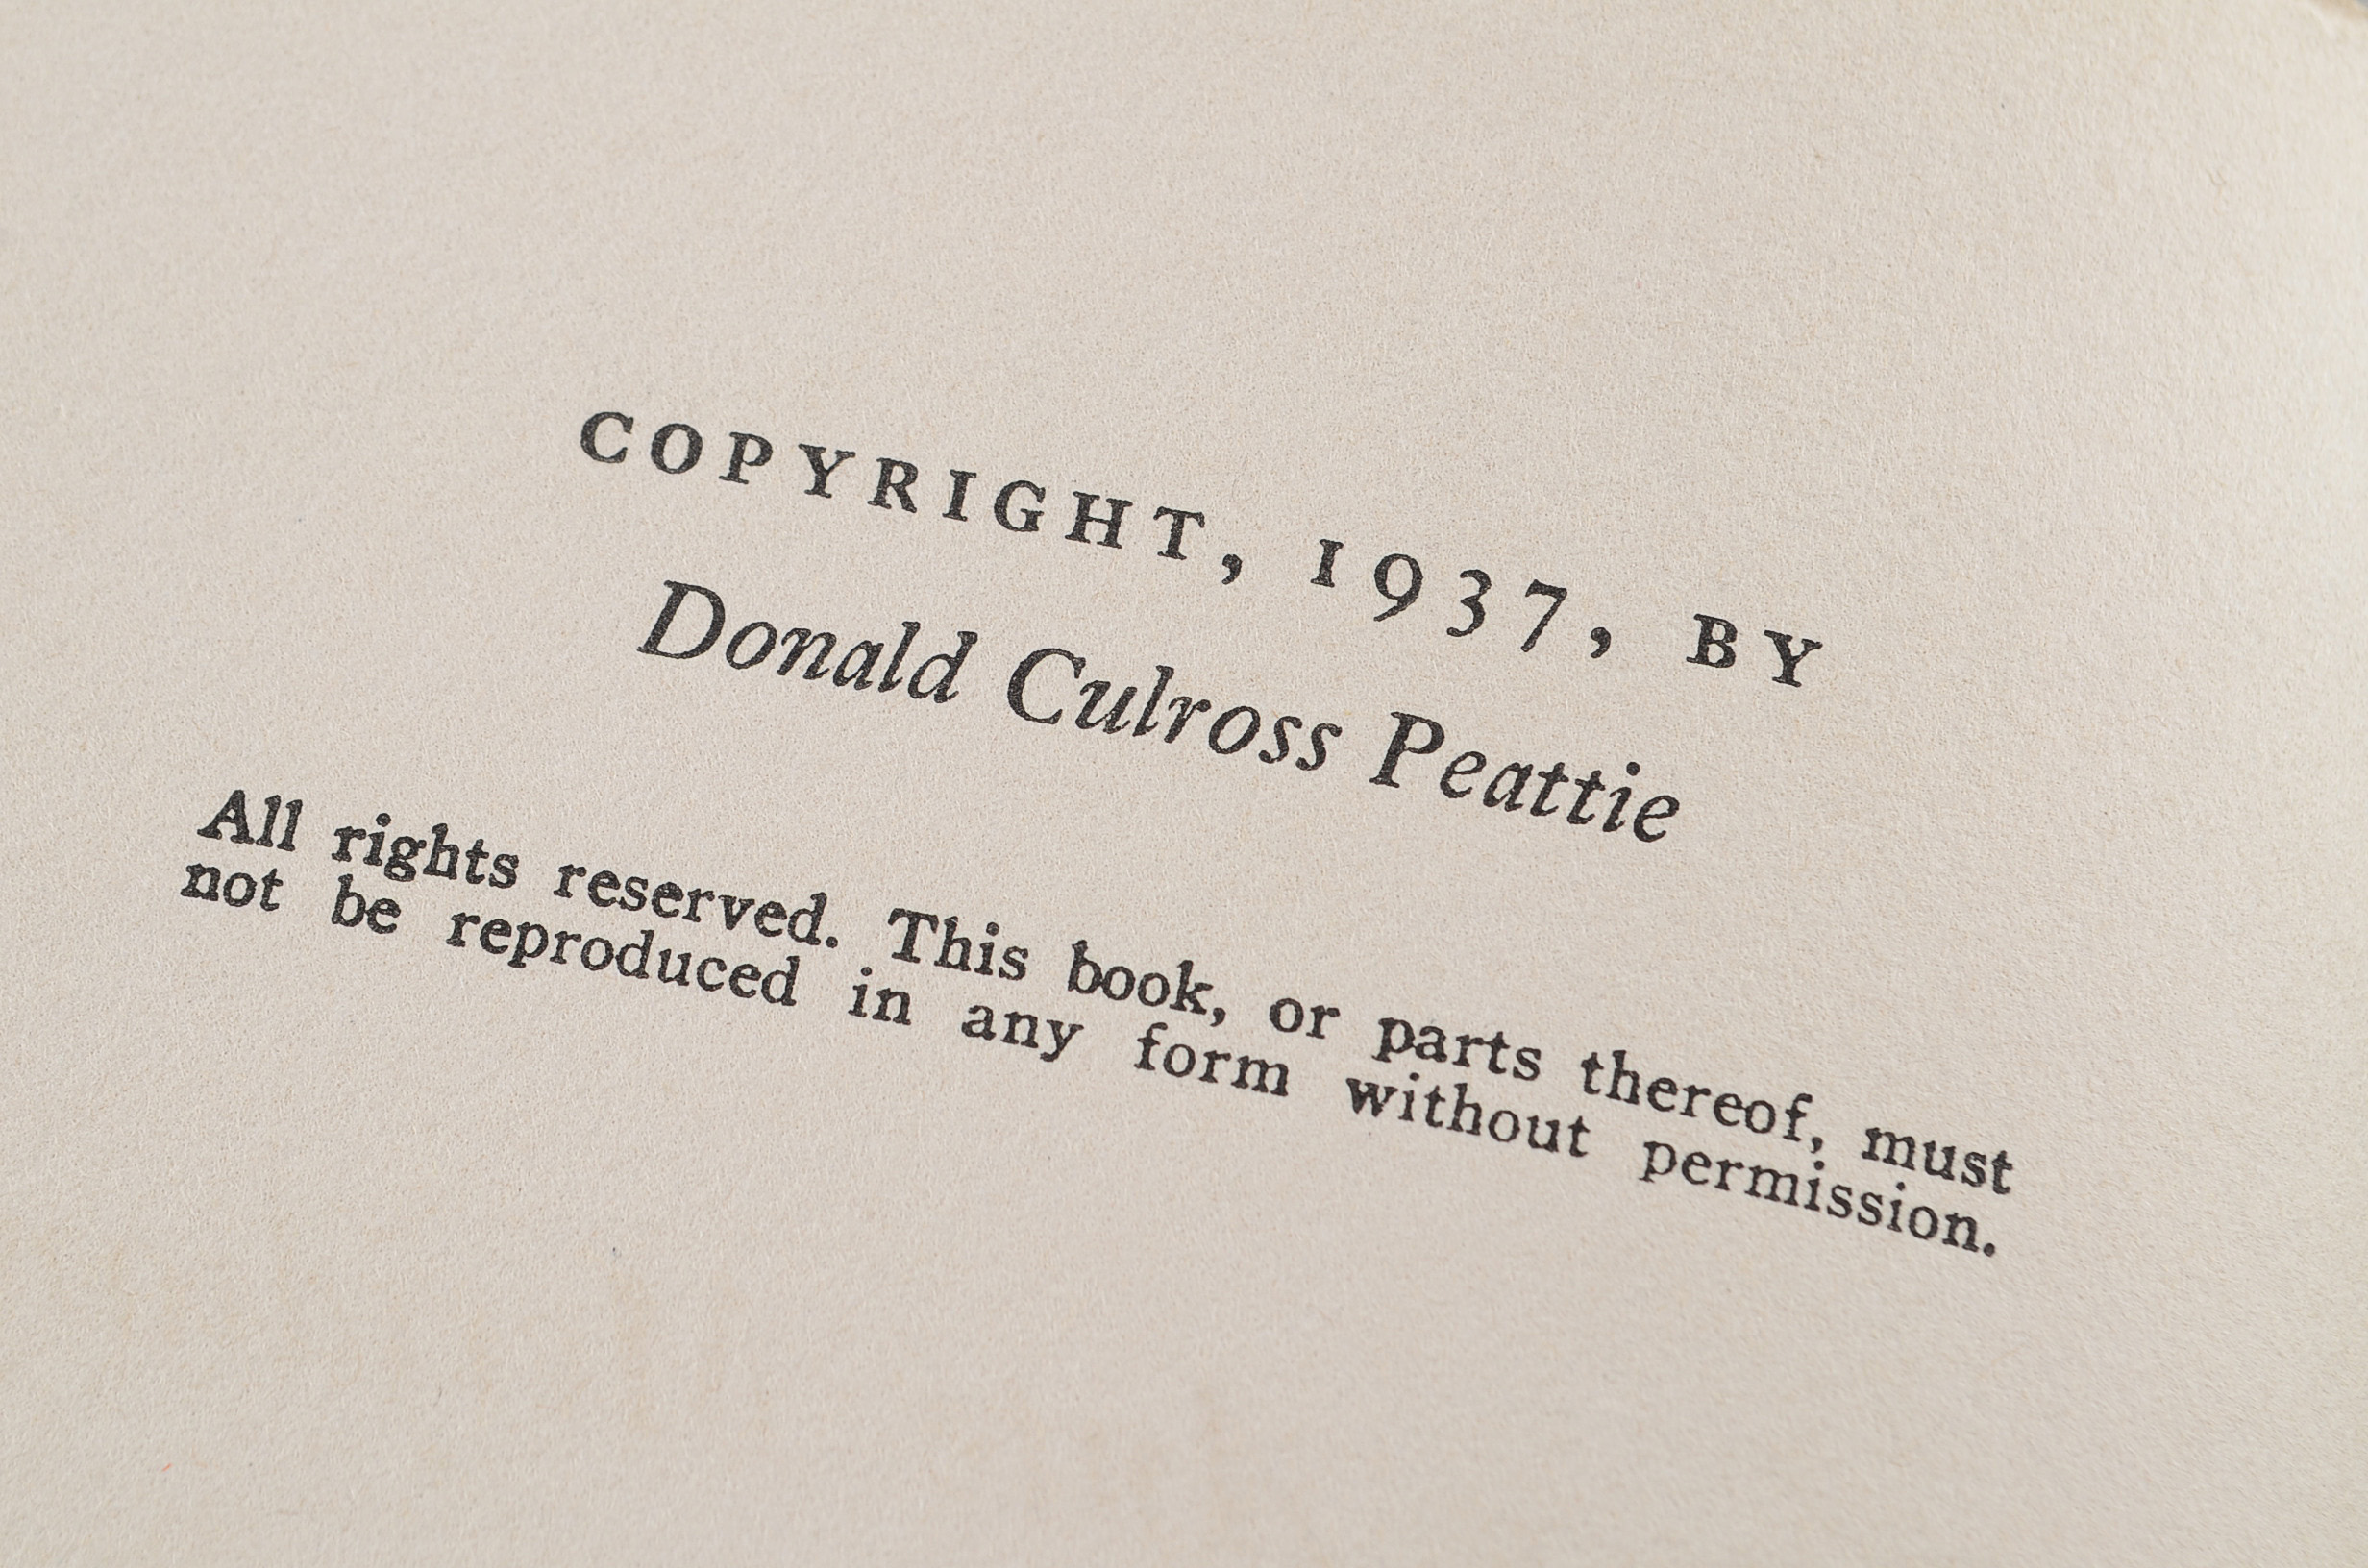 COPYRIGHT, 1937, BY
Donald Culross Peattie
All rights reserved. This book, or parts thereof, must
not be reproduced in any form without permission.